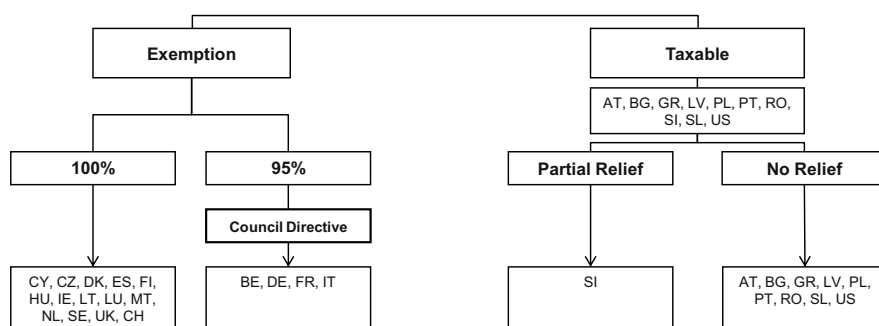 Exemption
Taxable
AT, BG, GR, LV, PL, PT, RO,
SI, SL, US
100%
95%
Partial Relief
No Relief
Council Directive
CY, CZ, DK, ES, FI,
HU, IE, LT, LU, MT,
NL, SE, UK, CH
BE, DE, FR, IT
SI
AT, BG, GR, LV, PL,
PT, RO, SL, US